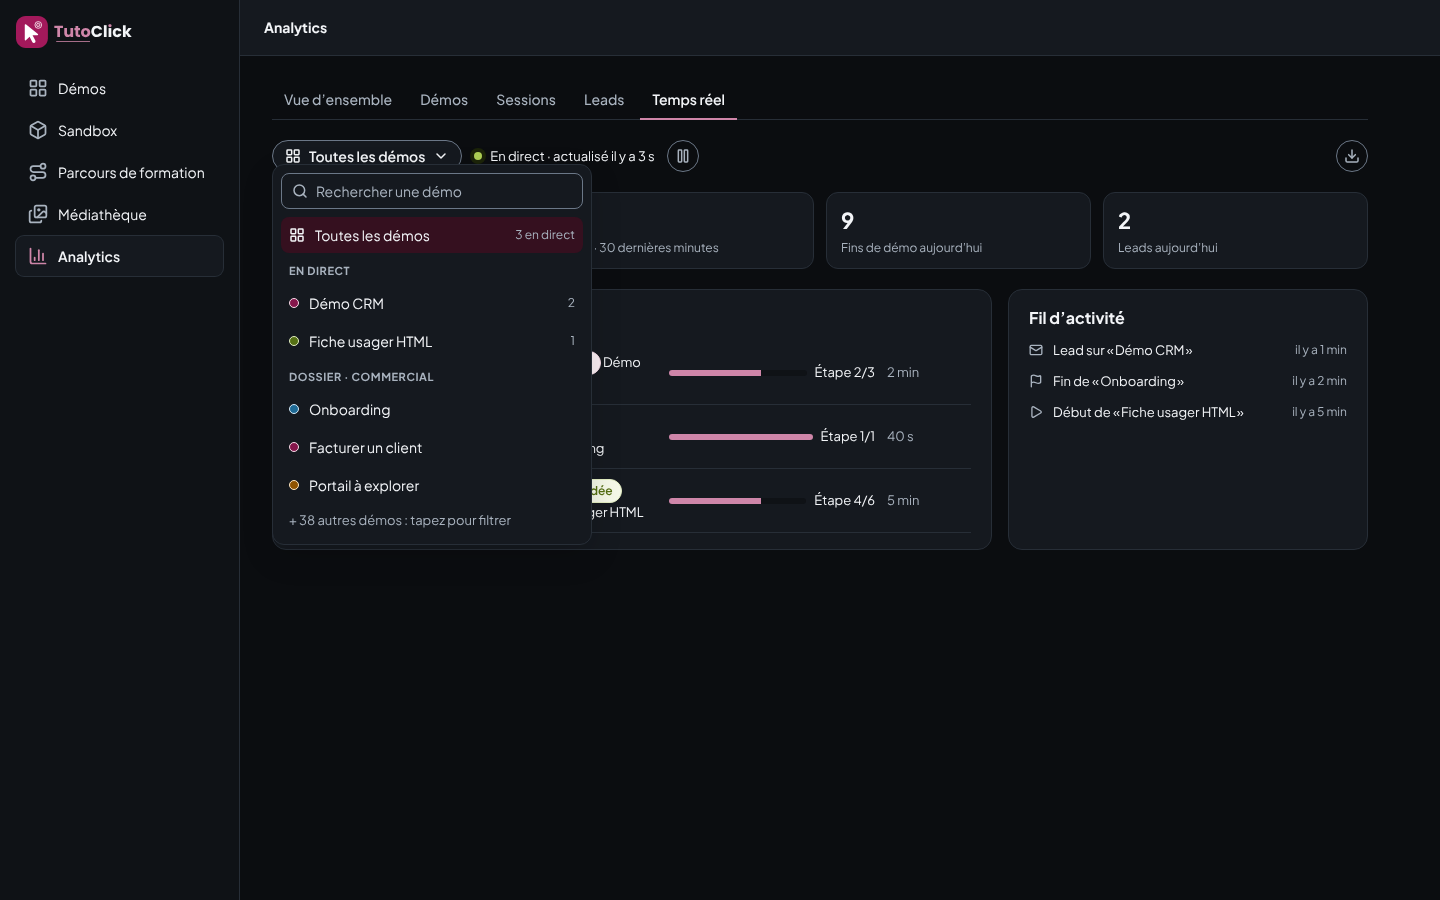 TutoClick
Démos
Sandbox
Parcours de formation
Médiathèque
Analytics
Analytics
Vue d’ensemble
Démos
Sessions
Leads
Temps réel
Toutes les démos
En direct · actualisé il y a 3 s
Rechercher une démo
Toutes les démos
3 en direct
EN DIRECT
Démo CRM
2
Fiche usager HTML
1
DOSSIER · COMMERCIAL
Onboarding
Facturer un client
Portail à explorer
+ 38 autres démos : tapez pour filtrer
· 30 dernières minutes
9
Fins de démo aujourd’hui
2
Leads aujourd’hui
Démo
Étape 2/3
2 min
Étape 1/1
40 s
Étape 4/6
HTML
5 min
Fil d’activité
Lead sur « Démo CRM »
il y a 1 min
Fin de « Onboarding »
il y a 2 min
Début de « Fiche usager HTML »
il y a 5 min